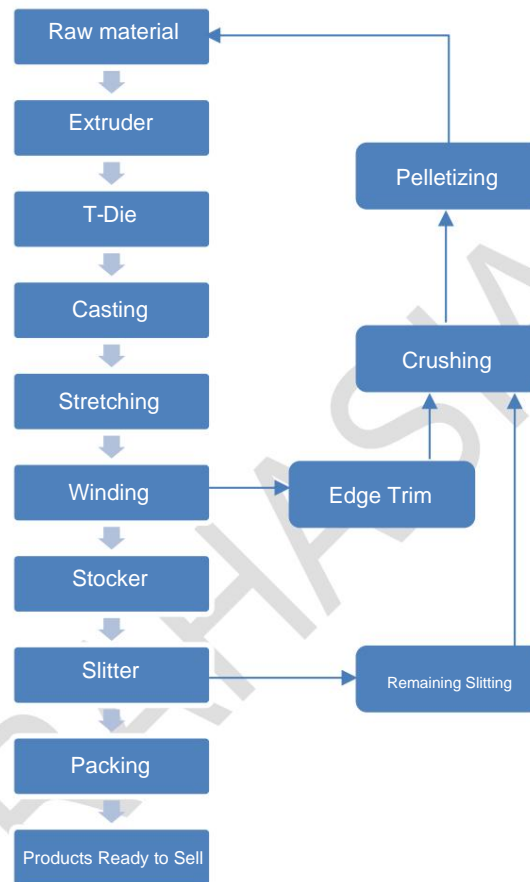 Raw material
Extruder
T-Die
Casting
Stretching
Winding
Stocker
Slitter
Packing
Products Ready to Sell
Pelletizing
Crushing
Edge Trim
Remaining Slitting